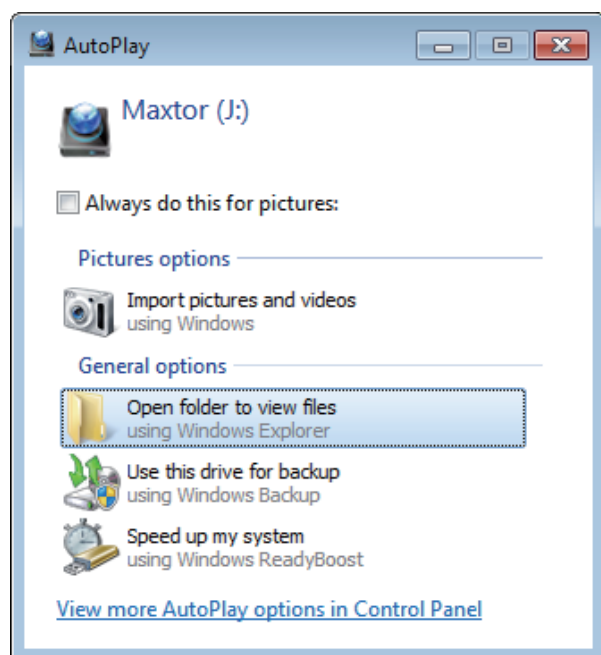 AutoPlay
Maxtor (J:)
Always do this for pictures:
Pictures options
Import pictures and videos
using Windows
General options
Open folder to view files
using Windows Explorer
Use this drive for backup
using Windows Backup
Speed up my system
using Windows ReadyBoost
View more AutoPlay options in Control Panel